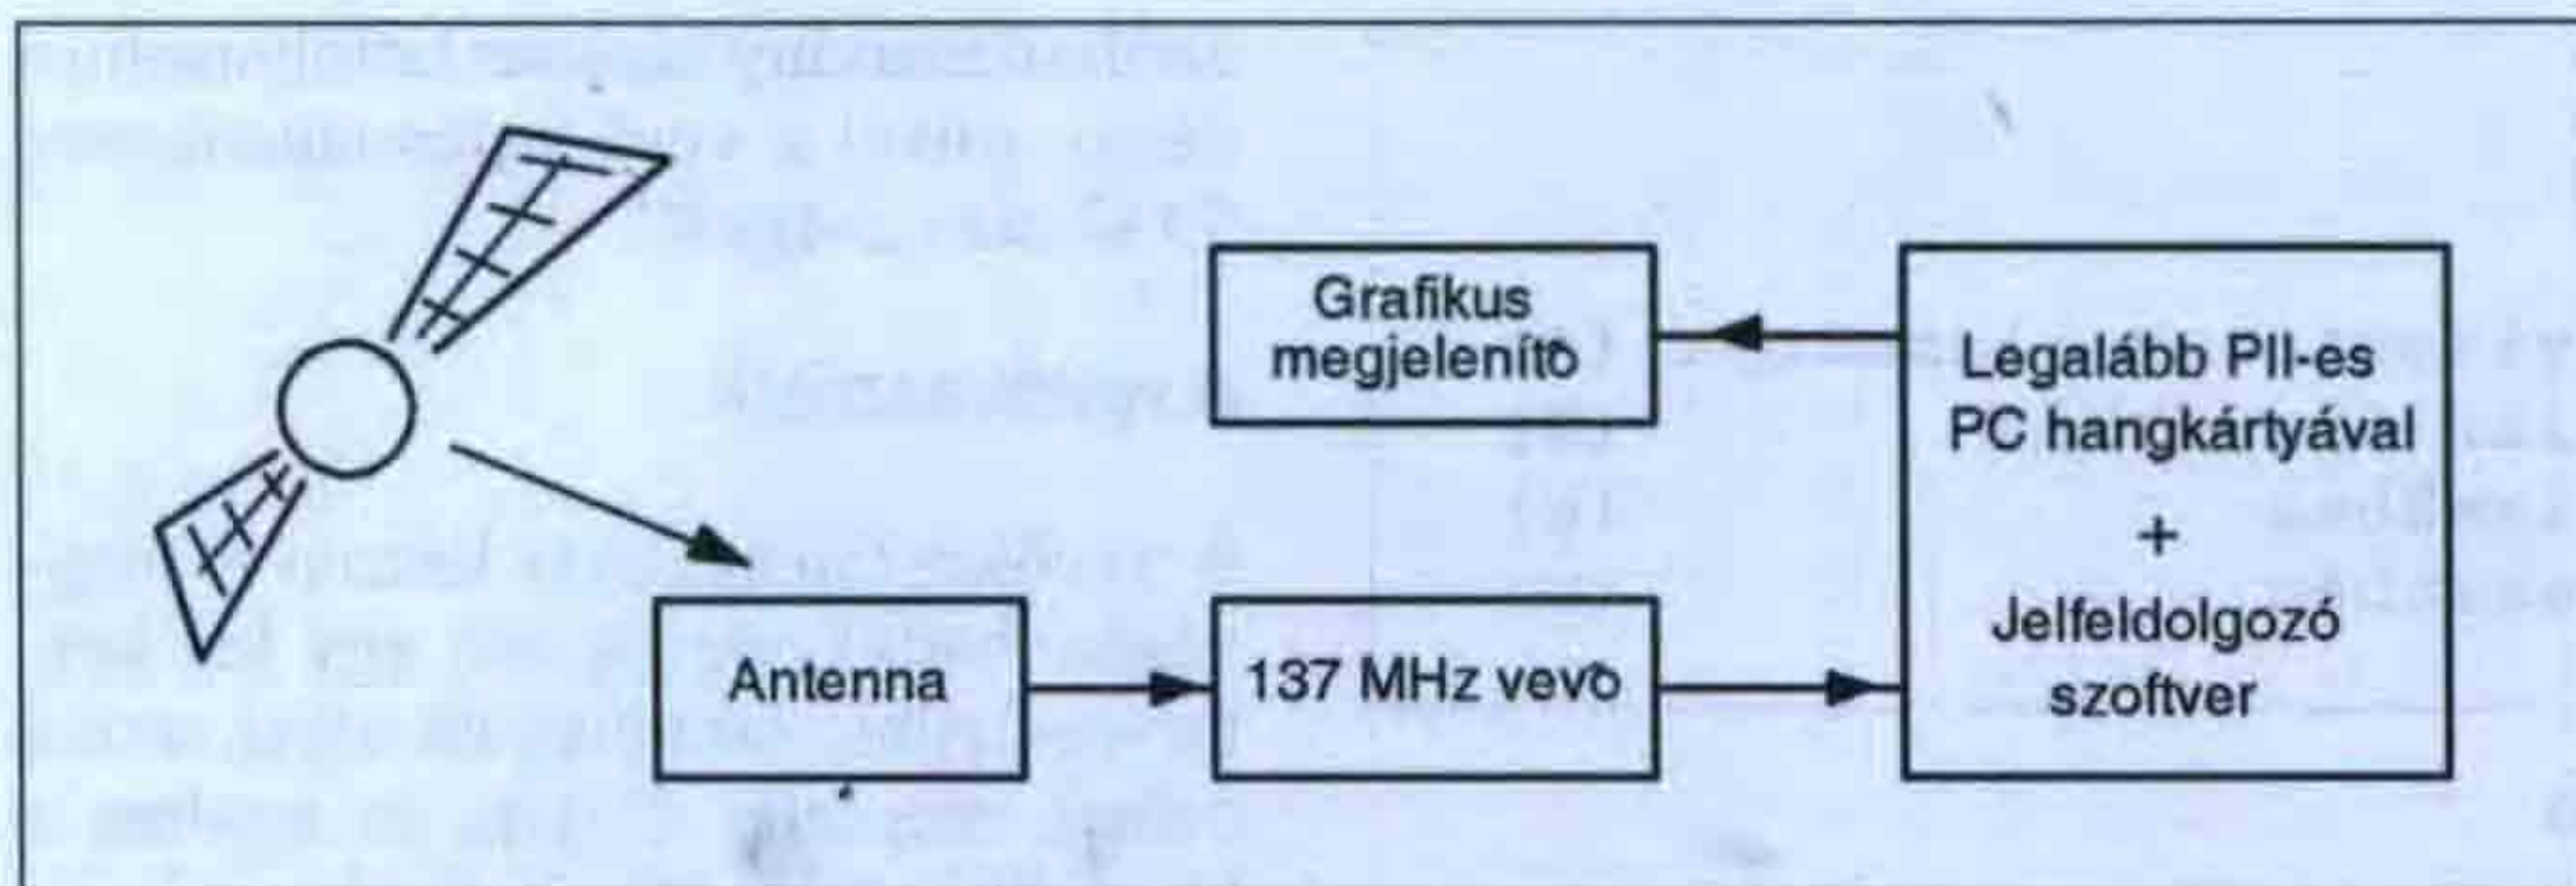 Grafikus
megjelenítő
Legalább PII-es
PC hangkártyával
+
Jelfeldolgozó
szoftver
Antenna
137 MHz vevő